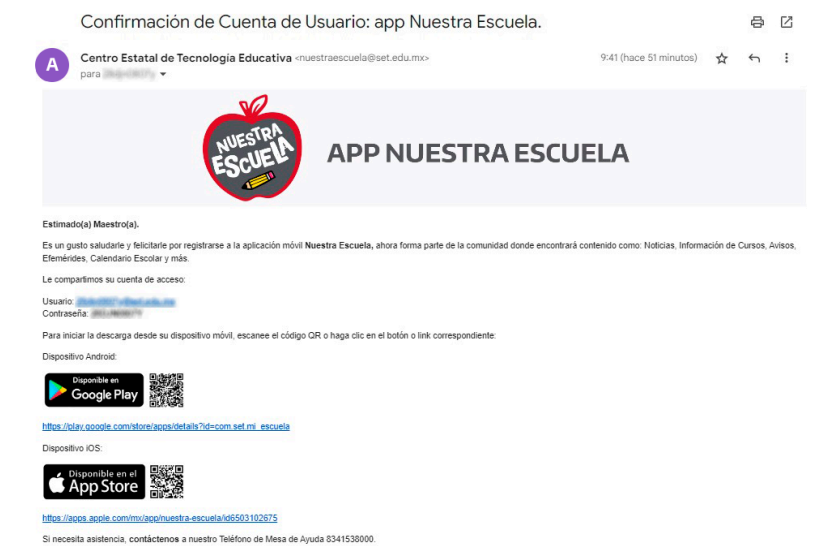 Confirmación de Cuenta de Usuario: app Nuestra Escuela.
A
Centro Estatal de Tecnología Educativa <nuestraescuela@set.edu.mx>
9:41 (hace 51 minutos)
para
NUESTRA
ESCUELA
APP NUESTRA ESCUELA
Estimado(a) Maestro(a).
Es un gusto saludarle y felicitarle por registrarse a la aplicación móvil Nuestra Escuela, ahora forma parte de la comunidad donde encontrará contenido como: Noticias, Información de Cursos, Avisos,
Efemérides, Calendario Escolar y más.
Le compartimos su cuenta de acceso:
Usuario:
Contraseña:
Para iniciar la descarga desde su dispositivo móvil, escanee el código QR o haga clic en el botón o link correspondiente:
Dispositivo Android:
Disponible en
Google Play
https://play.google.com/store/apps/details?id=com.set.mi_escuela
Dispositivo iOS:
Disponible en el
App Store
https://apps.apple.com/mx/app/nuestra-escuela/id6503102675
Si necesita asistencia, contáctenos a nuestro Teléfono de Mesa de Ayuda 8341538000.